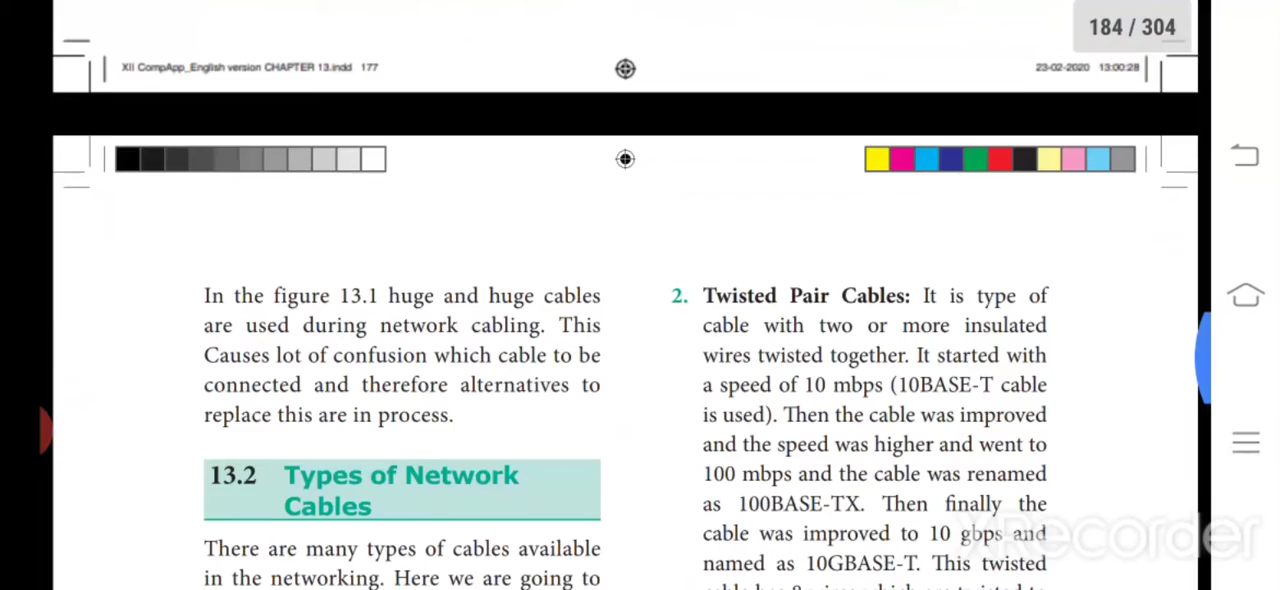 184 / 304
XII CompApp_English version CHAPTER 13.indd 177
23-02-2020 13:00:28
In the figure 13.1 huge and huge cables
are used during network cabling. This
Causes lot of confusion which cable to be
connected and therefore alternatives to
replace this are in process.
13.2 Types of Network
Cables
There are many types of cables available
in the networking. Here we are going to
2. Twisted Pair Cables: It is type of
cable with two or more insulated
wires twisted together. It started with
a speed of 10 mbps (10BASE-T cable
is used). Then the cable was improved
and the speed was higher and went to
100 mbps and the cable was renamed
as 100BASE-TX. Then finally the
cable was improved to 10 gbps and
named as 10GBASE-T. This twisted
XRecorder